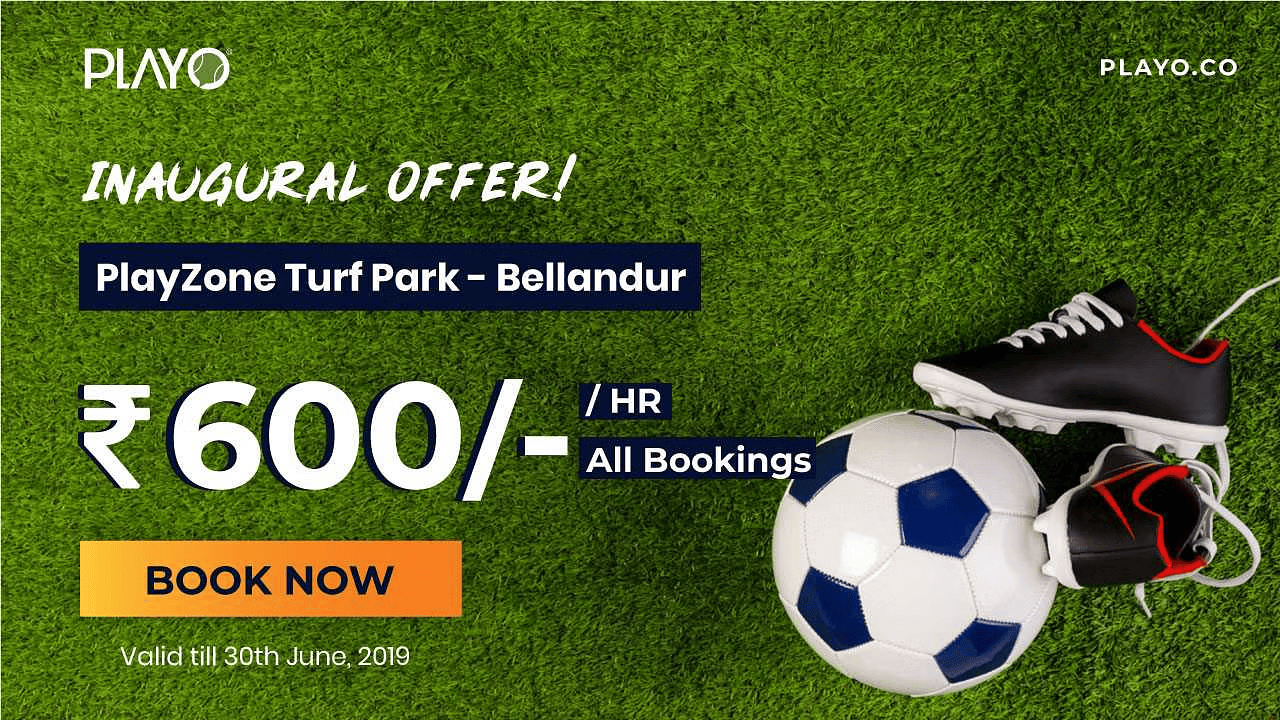 PLAYO
PLAYO.CO
INAUGURAL OFFER!
PlayZone Turf Park - Bellandur
₹600/-
/ HR
All Bookings
BOOK NOW
Valid till 30th June, 2019